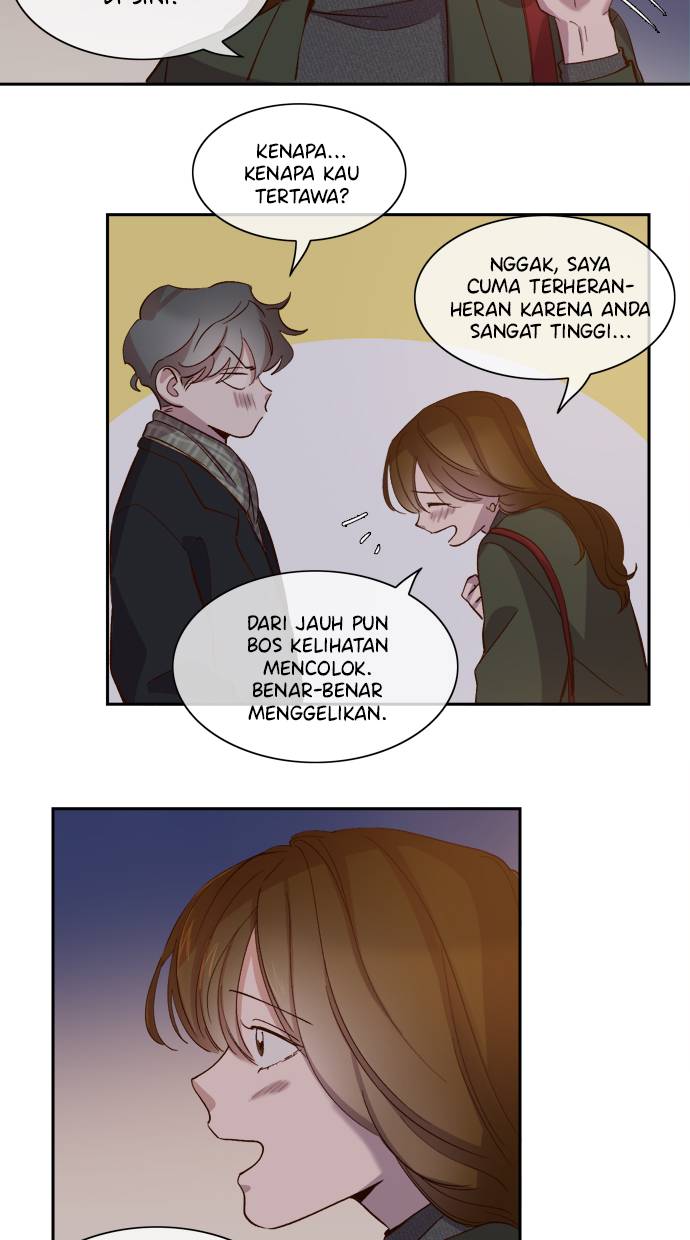 KENAPA...
KENAPA KAU
TERTAWA?
NGGAK, SAYA
CUMA TERHERAN-
HERAN KARENA ANDA
SANGAT TINGGI...
DARI JAUH PUN
BOS KELIHATAN
MENCOLOK.
BENAR-BENAR
MENGGELIKAN.